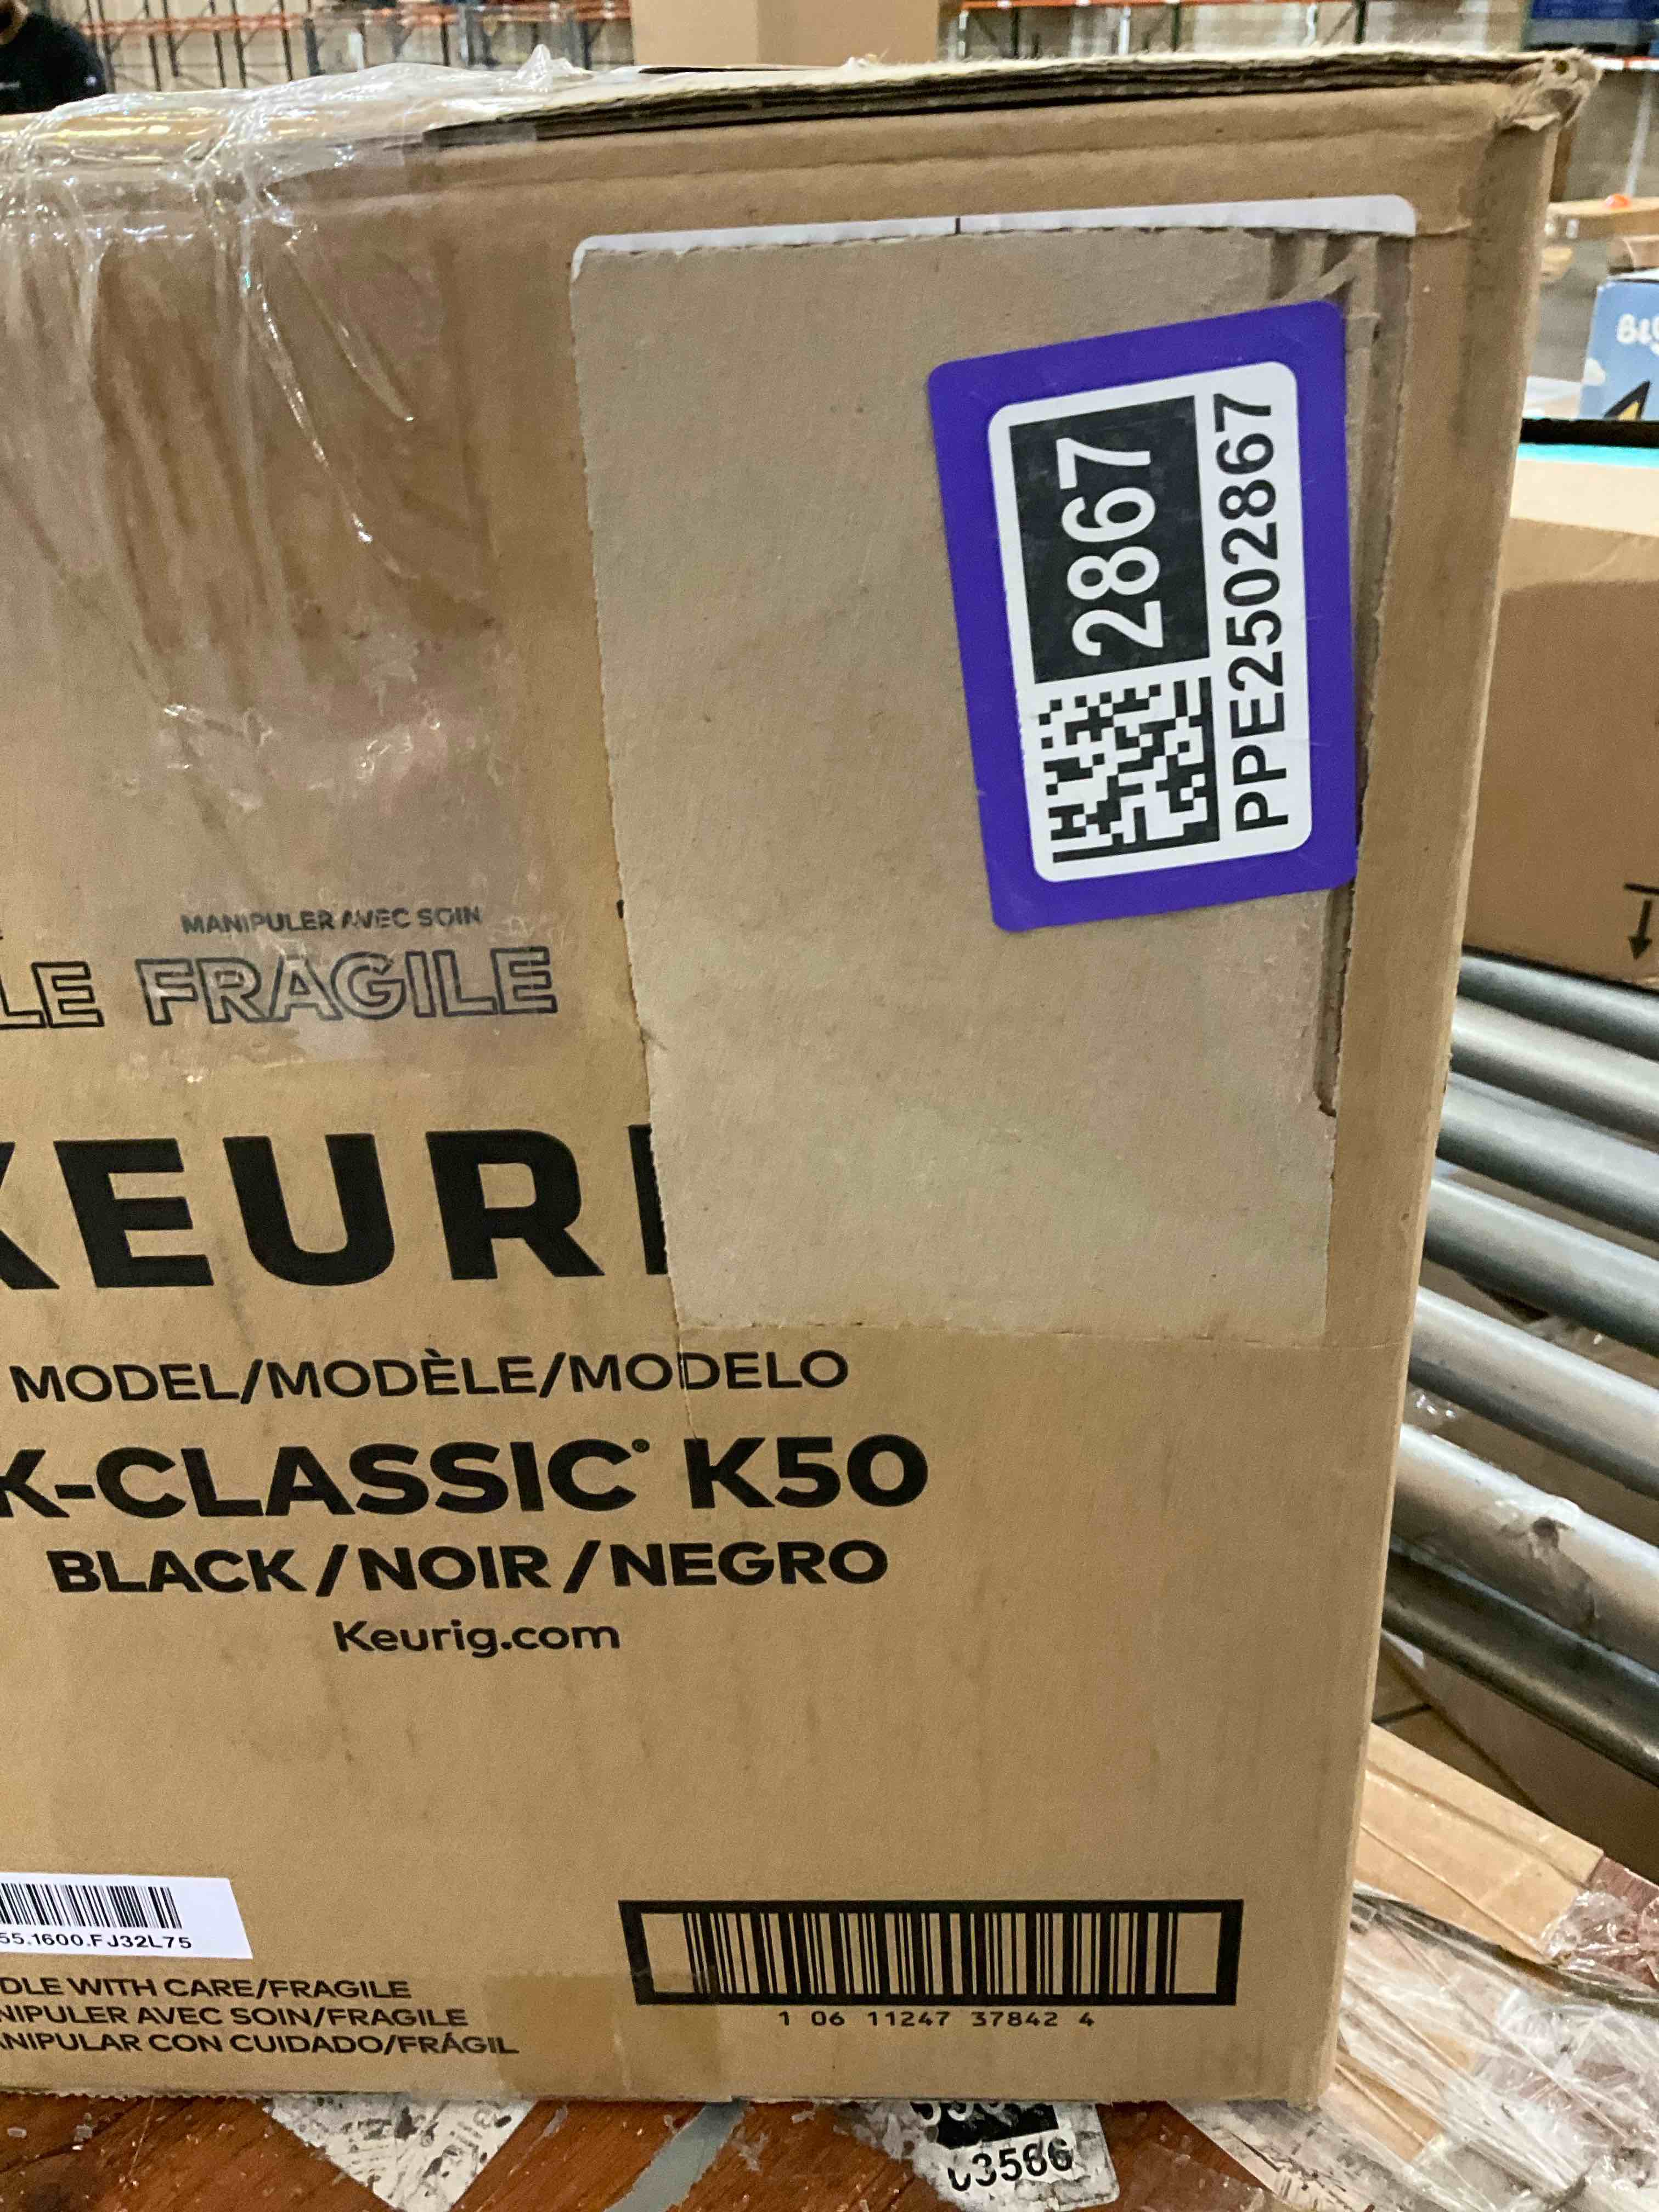 2867
PPE2502867
MANIPULER AVEC SOIN
LE FRAGILE
KEURI
MODEL/MODÈLE/MODELO
K-CLASSIC® K50
BLACK/NOIR/NEGRO
Keurig.com
55.1600.FJ32L75
DLE WITH CARE/FRAGILE
NIPULER AVEC SOIN/FRAGILE
ANIPULAR CON CUIDADO/FRÁGIL
1 06 11247 37842 4
03566